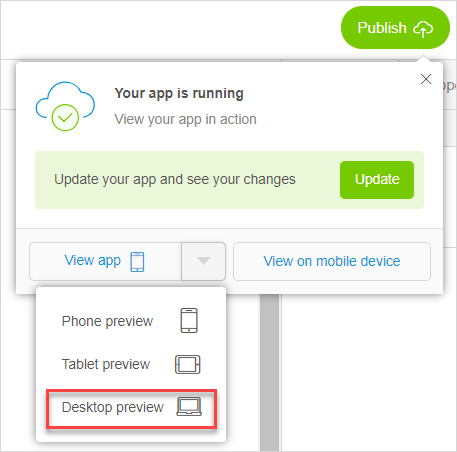 Publish
Your app is running
View your app in action
Update your app and see your changes
Update
View app
View on mobile device
Phone preview
Tablet preview
Desktop preview